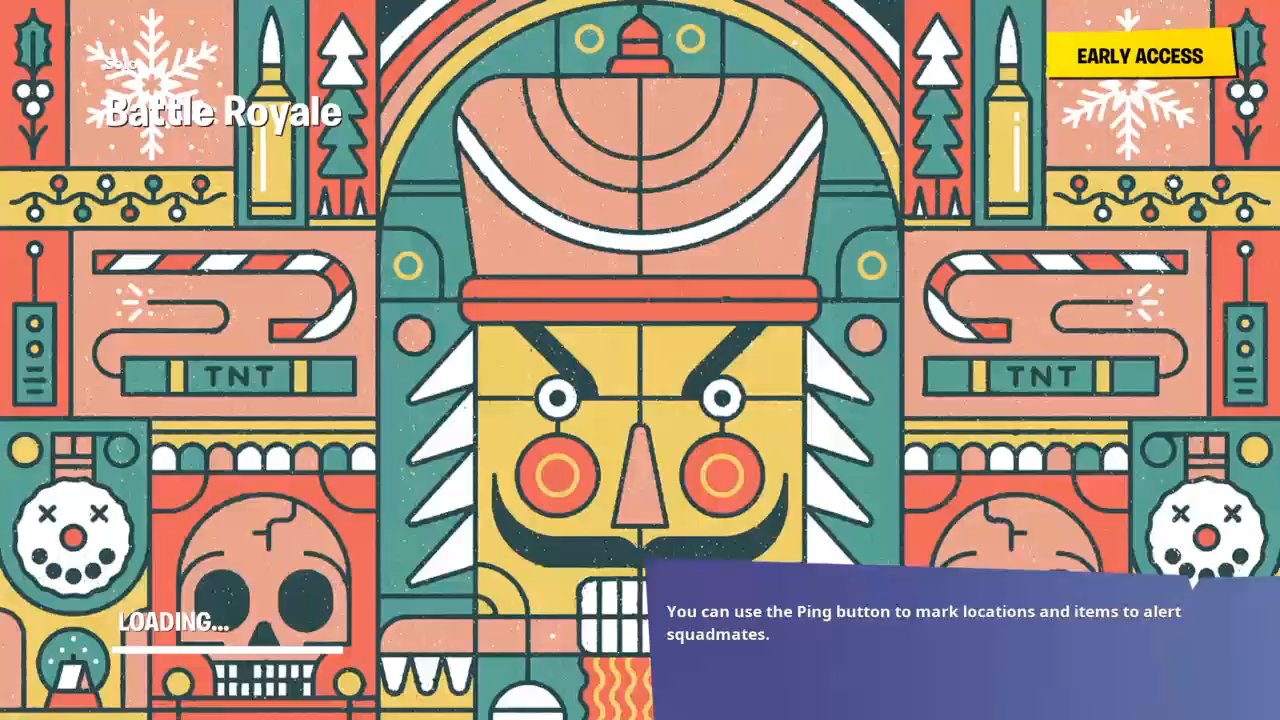 Solo
Battle Royale
EARLY ACCESS
TNT
TNT
LOADING...
You can use the Ping button to mark locations and items to alert
squadmates.